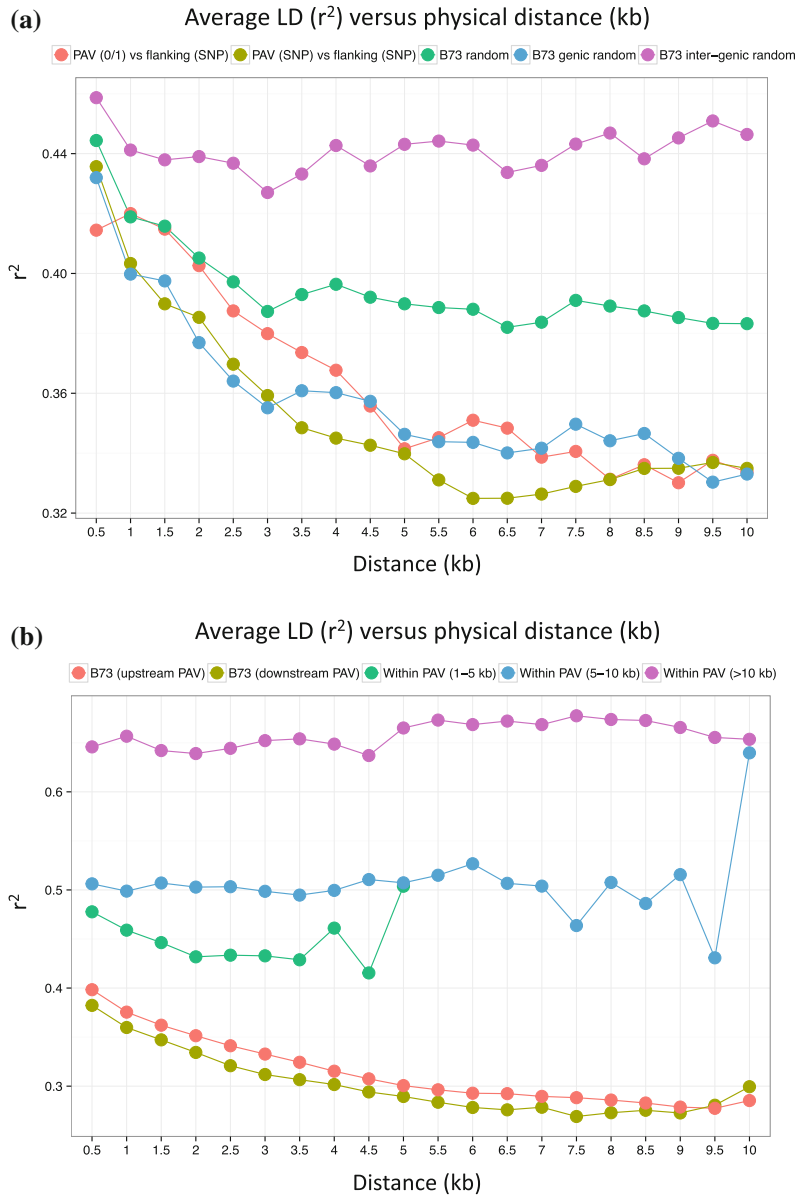 (a)
Average LD (r²) versus physical distance (kb)
PAV (0/1) vs flanking (SNP) PAV (SNP) vs flanking (SNP) B73 random B73 genic random B73 inter−genic random
0.44
0.40
0.36
0.32
r²
0.5 1 1.5 2 2.5 3 3.5 4 4.5 5 5.5 6 6.5 7 7.5 8 8.5 9 9.5 10
Distance (kb)
(b)
Average LD (r²) versus physical distance (kb)
B73 (upstream PAV) B73 (downstream PAV) Within PAV (1−5 kb) Within PAV (5−10 kb) Within PAV (>10 kb)
0.6
0.5
0.4
0.3
r²
0.5 1 1.5 2 2.5 3 3.5 4 4.5 5 5.5 6 6.5 7 7.5 8 8.5 9 9.5 10
Distance (kb)